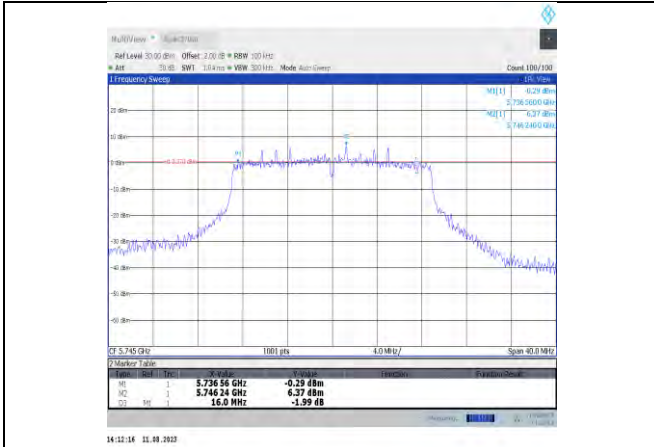 MultiView Spectrum
Ref Level 30.00 dBm Offset 2.00 dB RBW 100 kHz
Att 30 dB SWT VBW 300 kHz Mode Auto Sweep Count 100/100
1 Frequency Sweep
M1[1] -0.29 dBm
5.736 5600 GHz
M2[1] 6.37 dBm
5.746 2400 GHz
20 dBm
10 dBm
0 dBm
-10 dBm
-20 dBm
-30 dBm
-40 dBm
-50 dBm
-60 dBm
CF 5.745 GHz 1001 pts 4.0 MHz/ Span 40.0 MHz
2 Marker Table
Type Ref Trc X-Value Y-Value Function Function Result
M1 1 5.736 56 GHz -0.29 dBm
M2 1 5.746 24 GHz 6.37 dBm
D3 M1 1 16.0 MHz -1.99 dB
14:12:16 11.08.2023